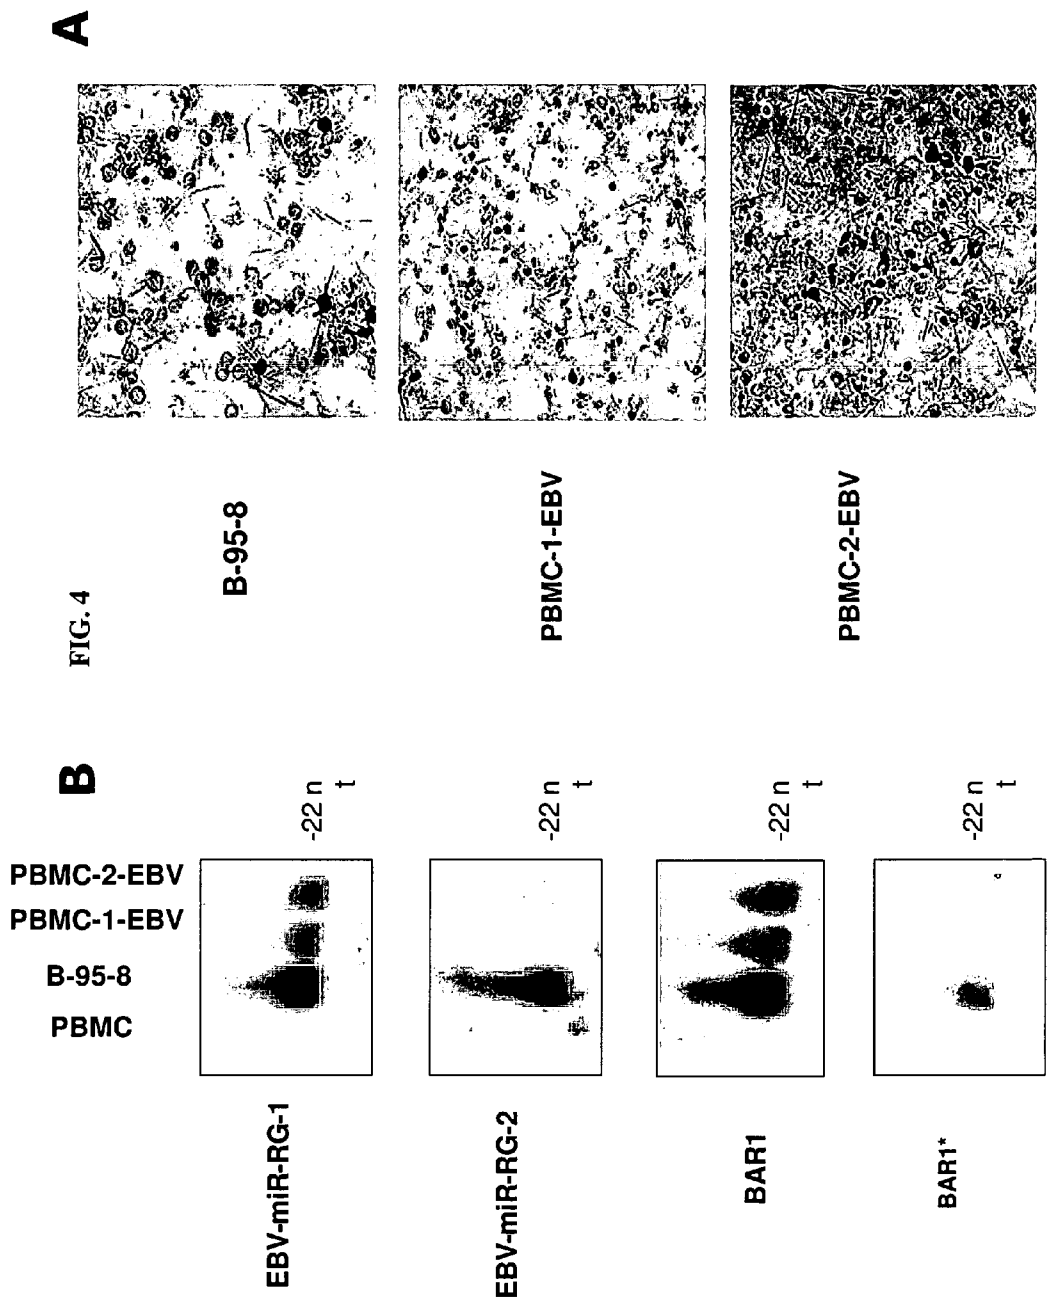 FIG. 4
A
B-95-8
PBMC-1-EBV
PBMC-2-EBV
B
PBMC-2-EBV
PBMC-1-EBV
B-95-8
PBMC
EBV-miR-RG-1
-22 n
t
EBV-miR-RG-2
-22 n
t
BAR1
-22 n
t
BAR1*
-22 n
t